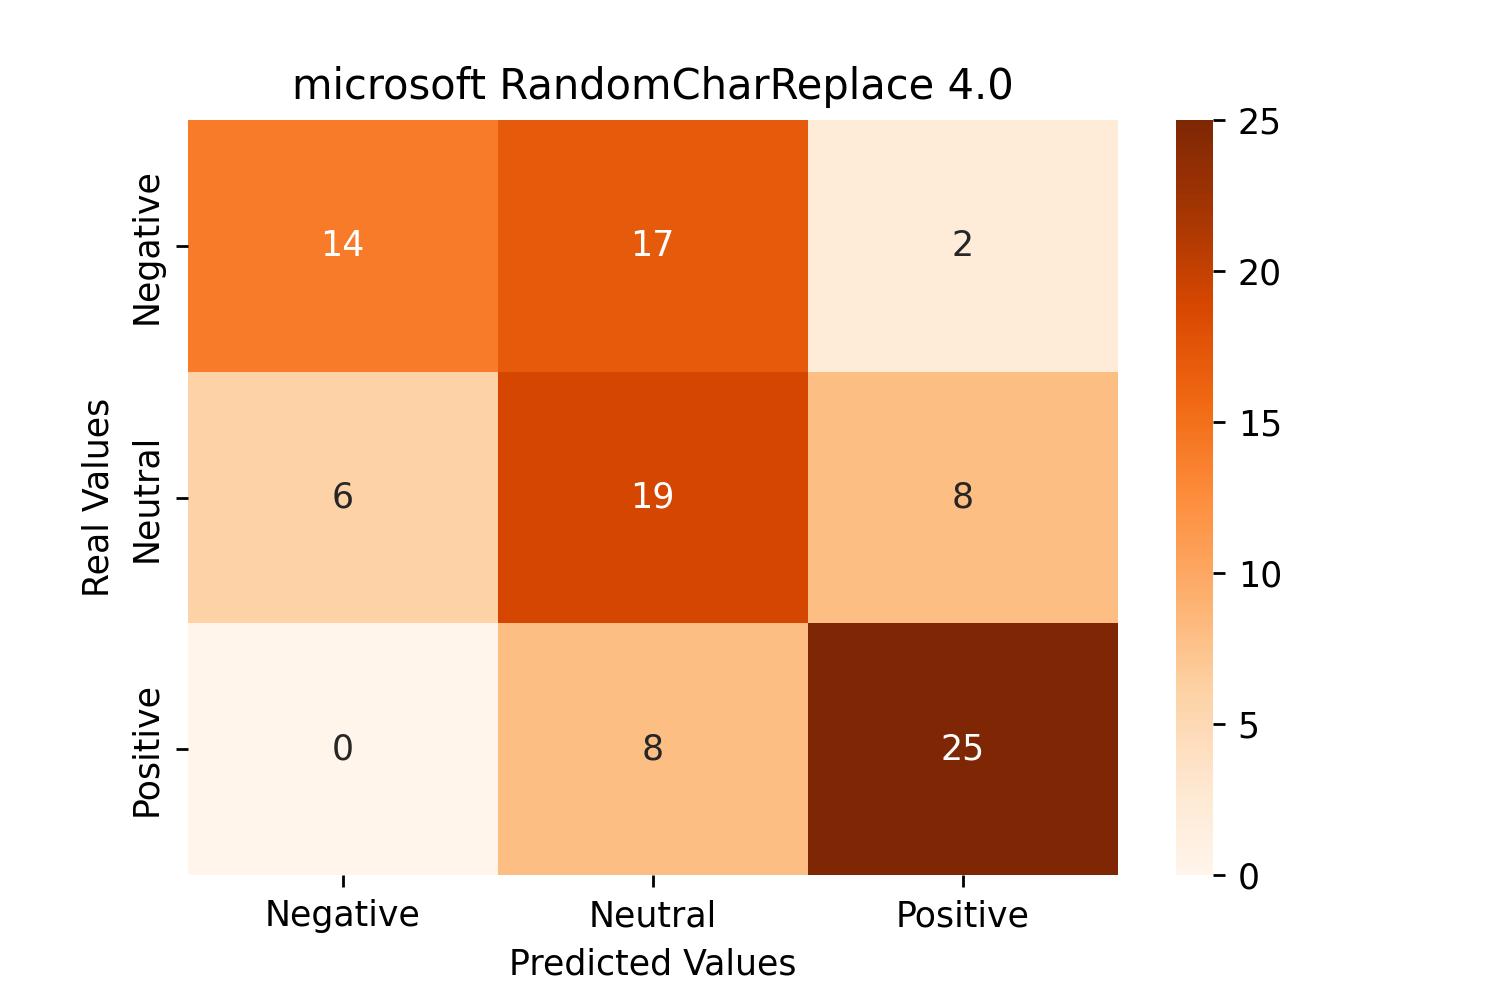 microsoft RandomCharReplace 4.0
Real Values
Negative
14 17 2
Neutral
6 19 8
Positive
0 8 25
Negative Neutral Positive
Predicted Values
25
20
15
10
5
0